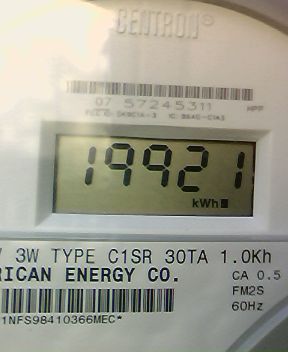 CENTRON®
07 57245311
19921
kWh
3W TYPE C1SR 30TA 1.0Kh
RICAN ENERGY CO.
CA 0.5
FM2S
60Hz
1NFS98410366MEC*